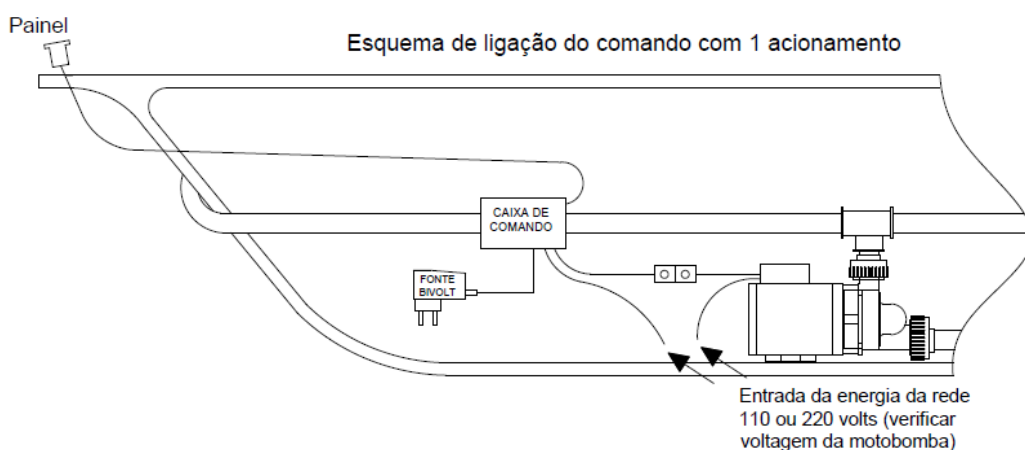 Painel
Esquema de ligação do comando com 1 acionamento
CAIXA DE
COMANDO
FONTE
BIVOLT
Entrada da energia da rede
110 ou 220 volts (verificar
voltagem da motobomba)